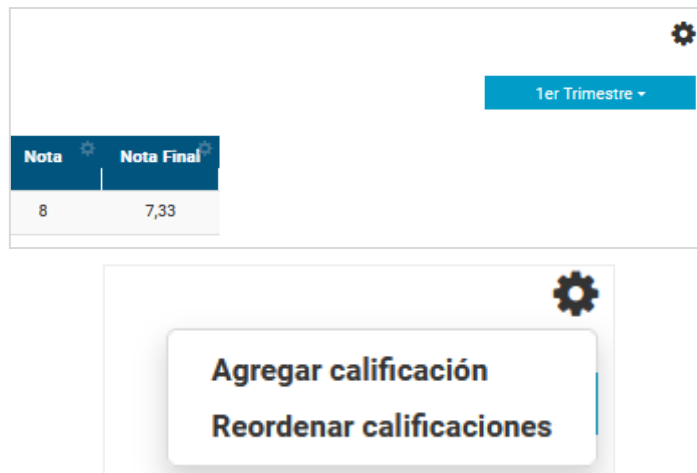 1er Trimestre
Nota Nota Final
8 7,33
Agregar calificación
Reordenar calificaciones